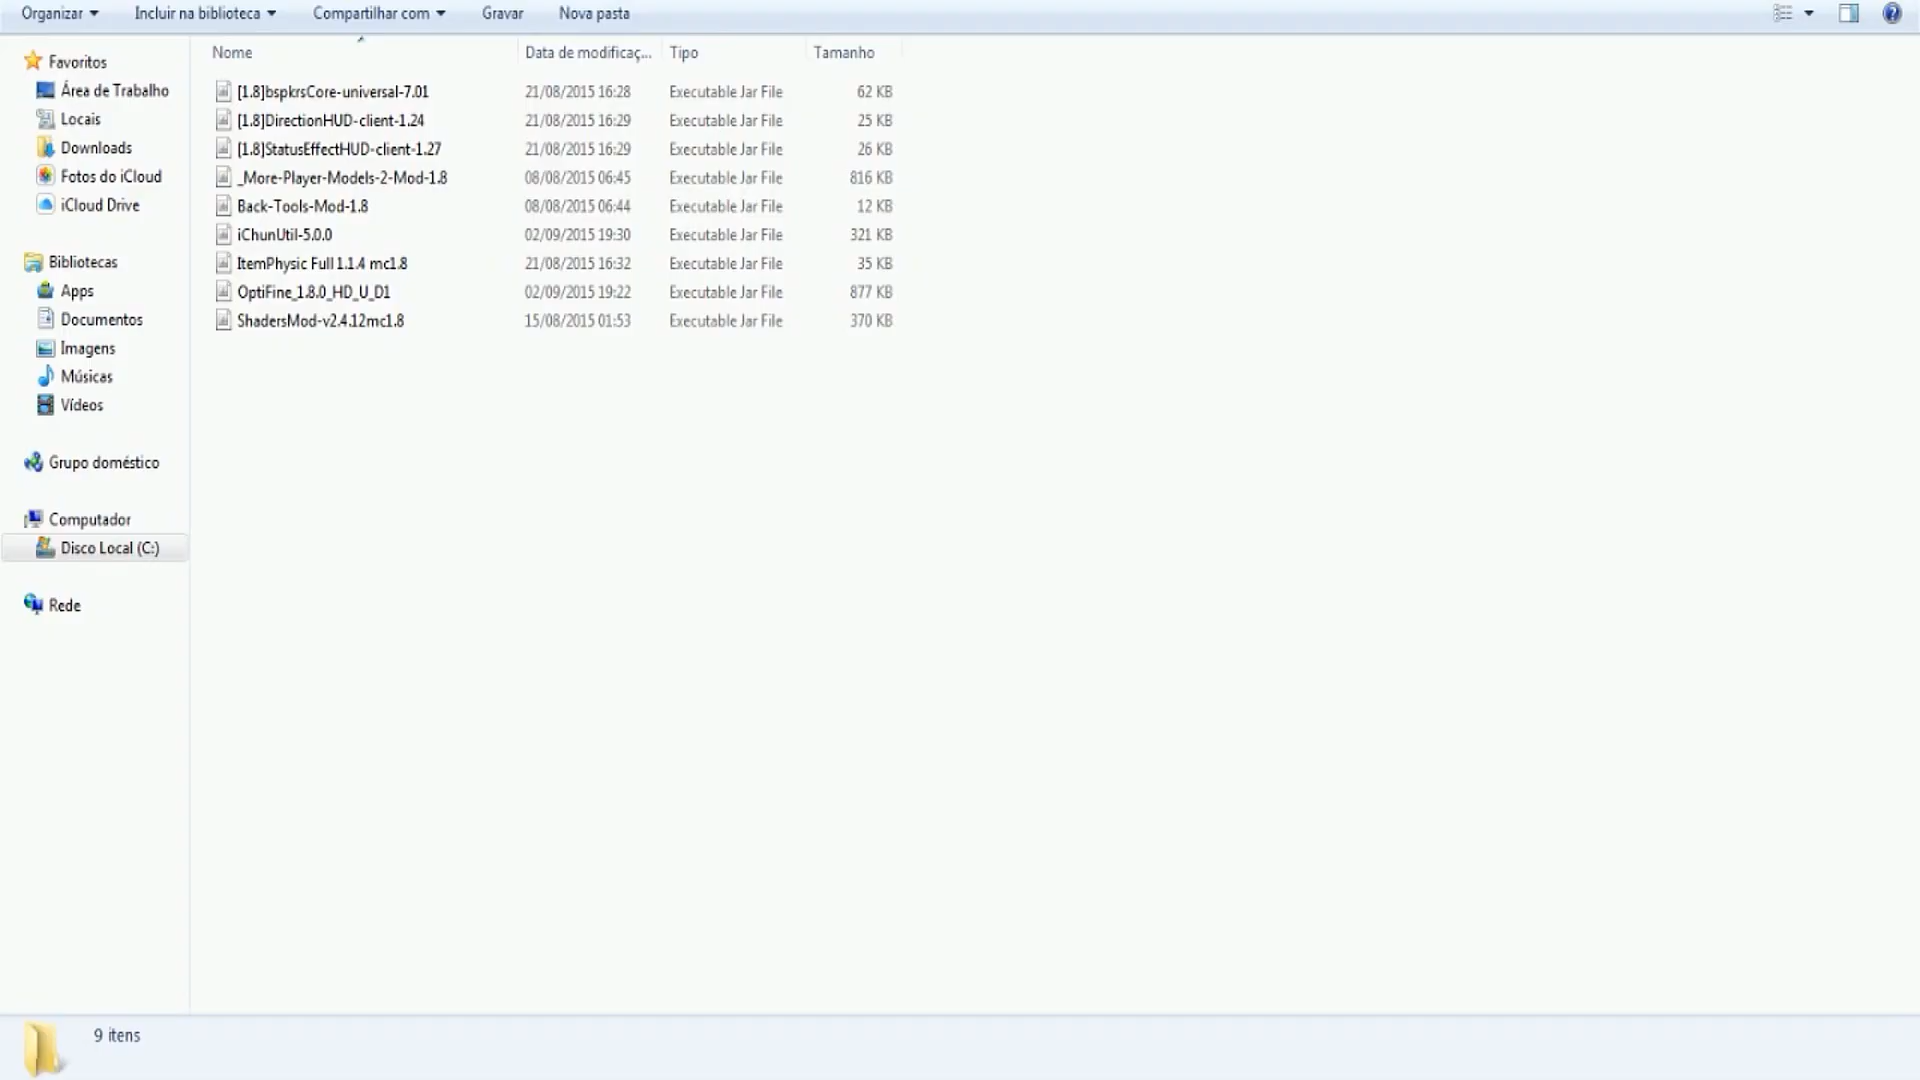 Organizar Incluir na biblioteca Compartilhar com Gravar Nova pasta
Nome Data de modificaç... Tipo Tamanho
Favoritos
Área de Trabalho
Locais
Downloads
Fotos do iCloud
iCloud Drive
Bibliotecas
Apps
Documentos
Imagens
Músicas
Vídeos
Grupo doméstico
Computador
Disco Local (C:)
Rede
[1.8]bspkrsCore-universal-7.01 21/08/2015 16:28 Executable Jar File 62 KB
[1.8]DirectionHUD-client-1.24 21/08/2015 16:29 Executable Jar File 25 KB
[1.8]StatusEffectHUD-client-1.27 21/08/2015 16:29 Executable Jar File 26 KB
_More-Player-Models-2-Mod-1.8 08/08/2015 06:45 Executable Jar File 816 KB
Back-Tools-Mod-1.8 08/08/2015 06:44 Executable Jar File 12 KB
iChunUtil-5.0.0 02/09/2015 19:30 Executable Jar File 321 KB
ItemPhysic Full 1.1.4 mc1.8 21/08/2015 16:32 Executable Jar File 35 KB
OptiFine_1.8.0_HD_U_D1 02/09/2015 19:22 Executable Jar File 877 KB
ShadersMod-v2.4.12mc1.8 15/08/2015 01:53 Executable Jar File 370 KB
9 itens